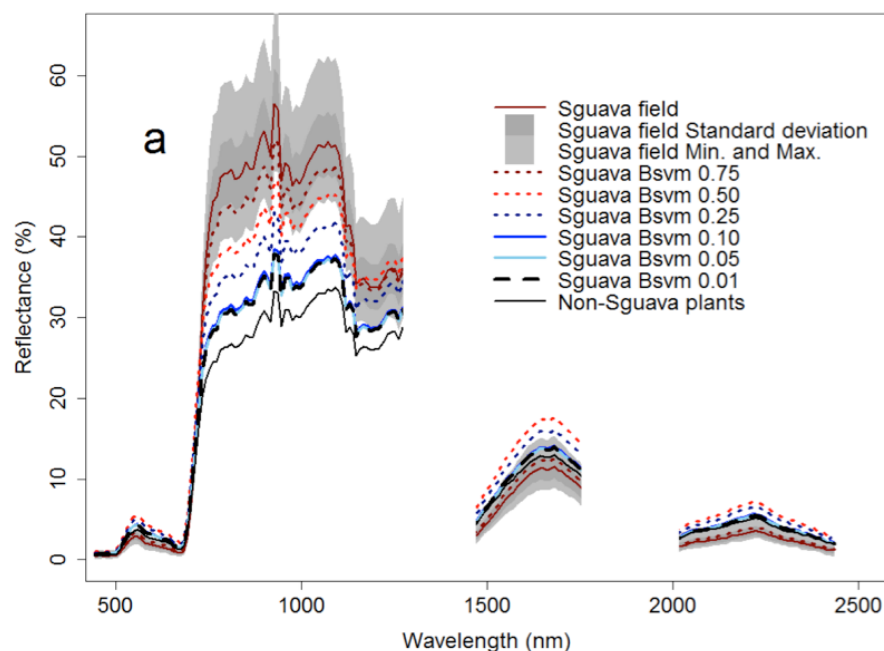 a
Sguava field
Sguava field Standard deviation
Sguava field Min. and Max.
Sguava Bsvm 0.75
Sguava Bsvm 0.50
Sguava Bsvm 0.25
Sguava Bsvm 0.10
Sguava Bsvm 0.05
Sguava Bsvm 0.01
Non-Sguava plants
Reflectance (%)
60
50
40
30
20
10
0
500 1000 1500 2000 2500
Wavelength (nm)